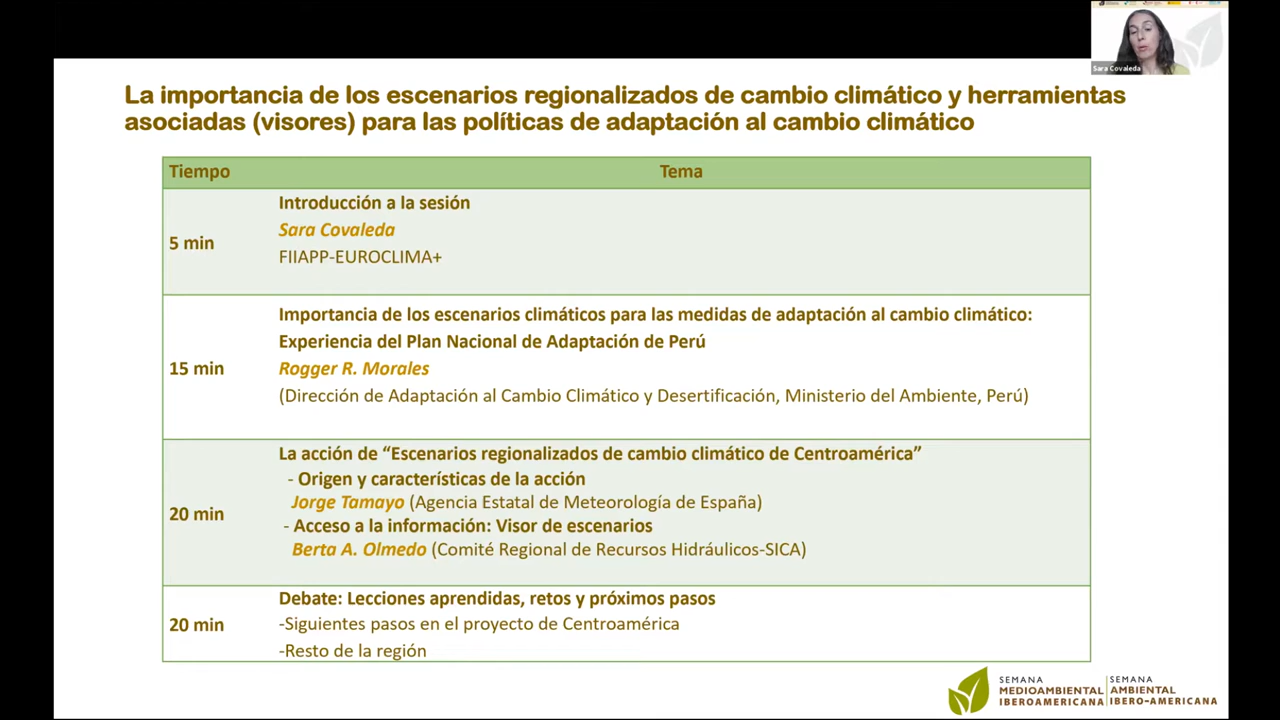 Sara Covaleda
La importancia de los escenarios regionalizados de cambio climático y herramientas
asociadas (visores) para las políticas de adaptación al cambio climático
Tiempo Tema
5 min
Introducción a la sesión
Sara Covaleda
FIIAPP-EUROCLIMA+
15 min
Importancia de los escenarios climáticos para las medidas de adaptación al cambio climático:
Experiencia del Plan Nacional de Adaptación de Perú
Rogger R. Morales
(Dirección de Adaptación al Cambio Climático y Desertificación, Ministerio del Ambiente, Perú)
20 min
La acción de “Escenarios regionalizados de cambio climático de Centroamérica”
- Origen y características de la acción
Jorge Tamayo (Agencia Estatal de Meteorología de España)
- Acceso a la información: Visor de escenarios
Berta A. Olmedo (Comité Regional de Recursos Hidráulicos-SICA)
20 min
Debate: Lecciones aprendidas, retos y próximos pasos
-Siguientes pasos en el proyecto de Centroamérica
-Resto de la región
SEMANA
MEDIOAMBIENTAL
IBEROAMERICANA
SEMANA
AMBIENTAL
IBERO-AMERICANA